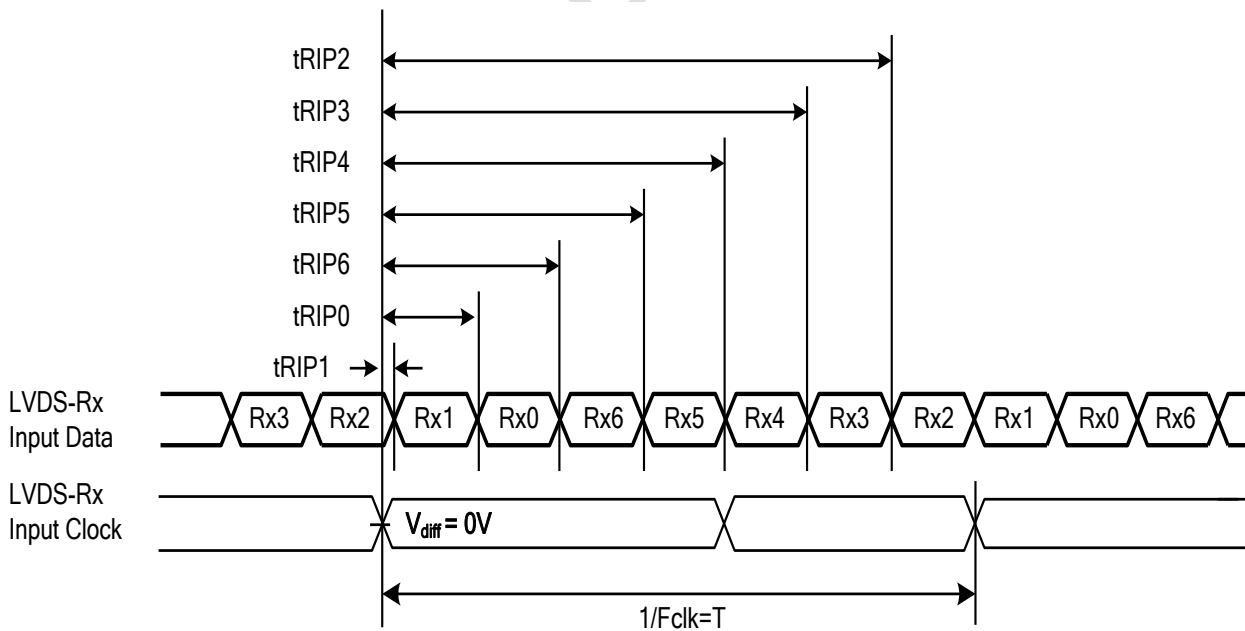 tRIP2
tRIP3
tRIP4
tRIP5
tRIP6
tRIP0
tRIP1
LVDS-Rx
Input Data
Rx3 Rx2 Rx1 Rx0 Rx6 Rx5 Rx4 Rx3 Rx2 Rx1 Rx0 Rx6
LVDS-Rx
Input Clock
Vdiff = 0V
1/Fclk=T